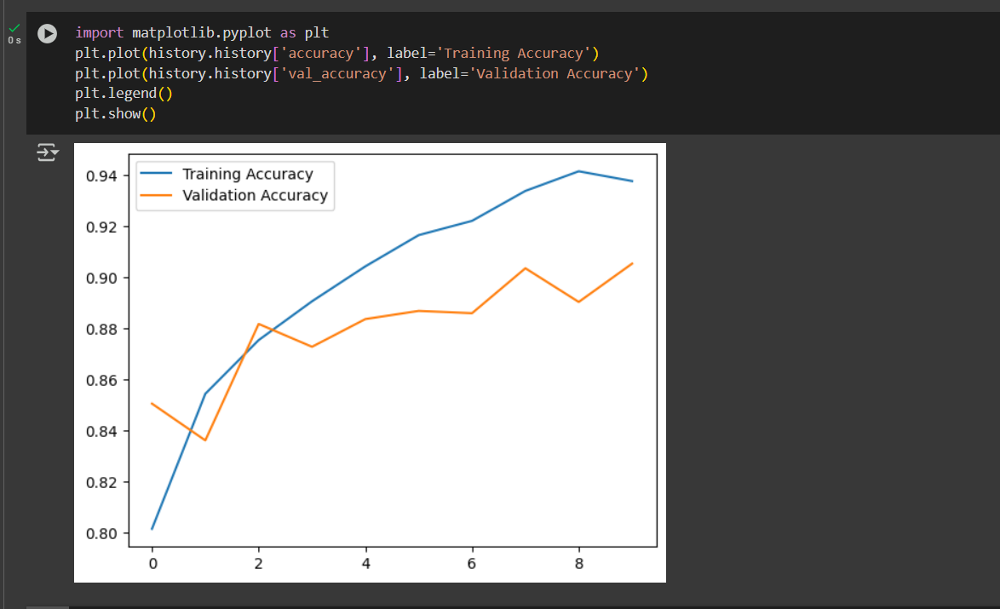 0 s
import matplotlib.pyplot as plt
plt.plot(history.history['accuracy'], label='Training Accuracy')
plt.plot(history.history['val_accuracy'], label='Validation Accuracy')
plt.legend()
plt.show()
Training Accuracy
Validation Accuracy
0.94
0.92
0.90
0.88
0.86
0.84
0.82
0.80
0 2 4 6 8